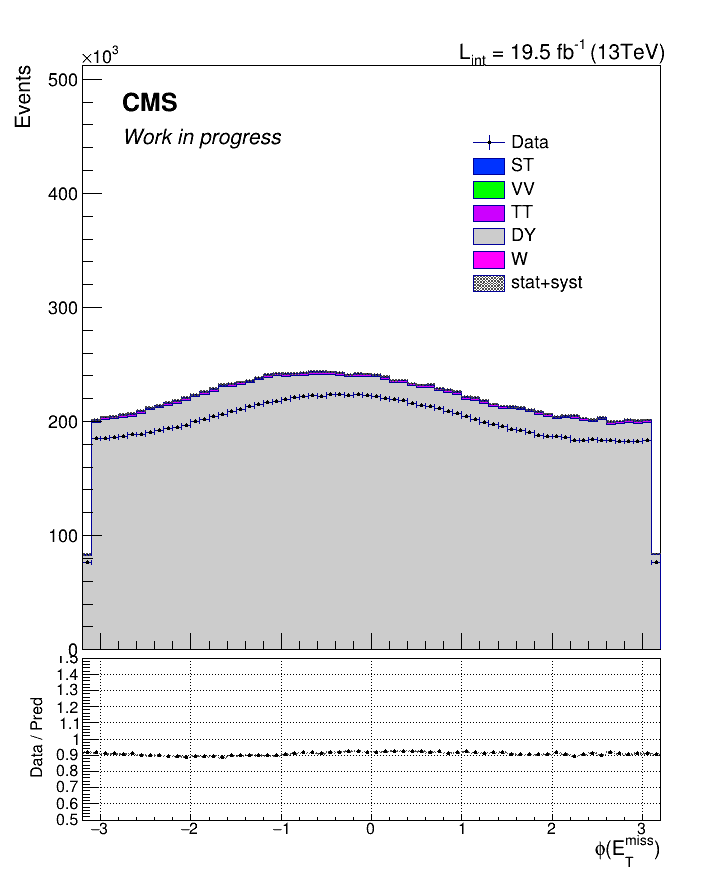 ×10³
L_int = 19.5 fb⁻¹ (13TeV)
Events
CMS
Work in progress
Data
ST
VV
TT
DY
W
stat+syst
500
400
300
200
100
0
Data / Pred
1.5
1.4
1.3
1.2
1.1
1
0.9
0.8
0.7
0.6
0.5
−3 −2 −1 0 1 2 3
ϕ(E_T^miss)